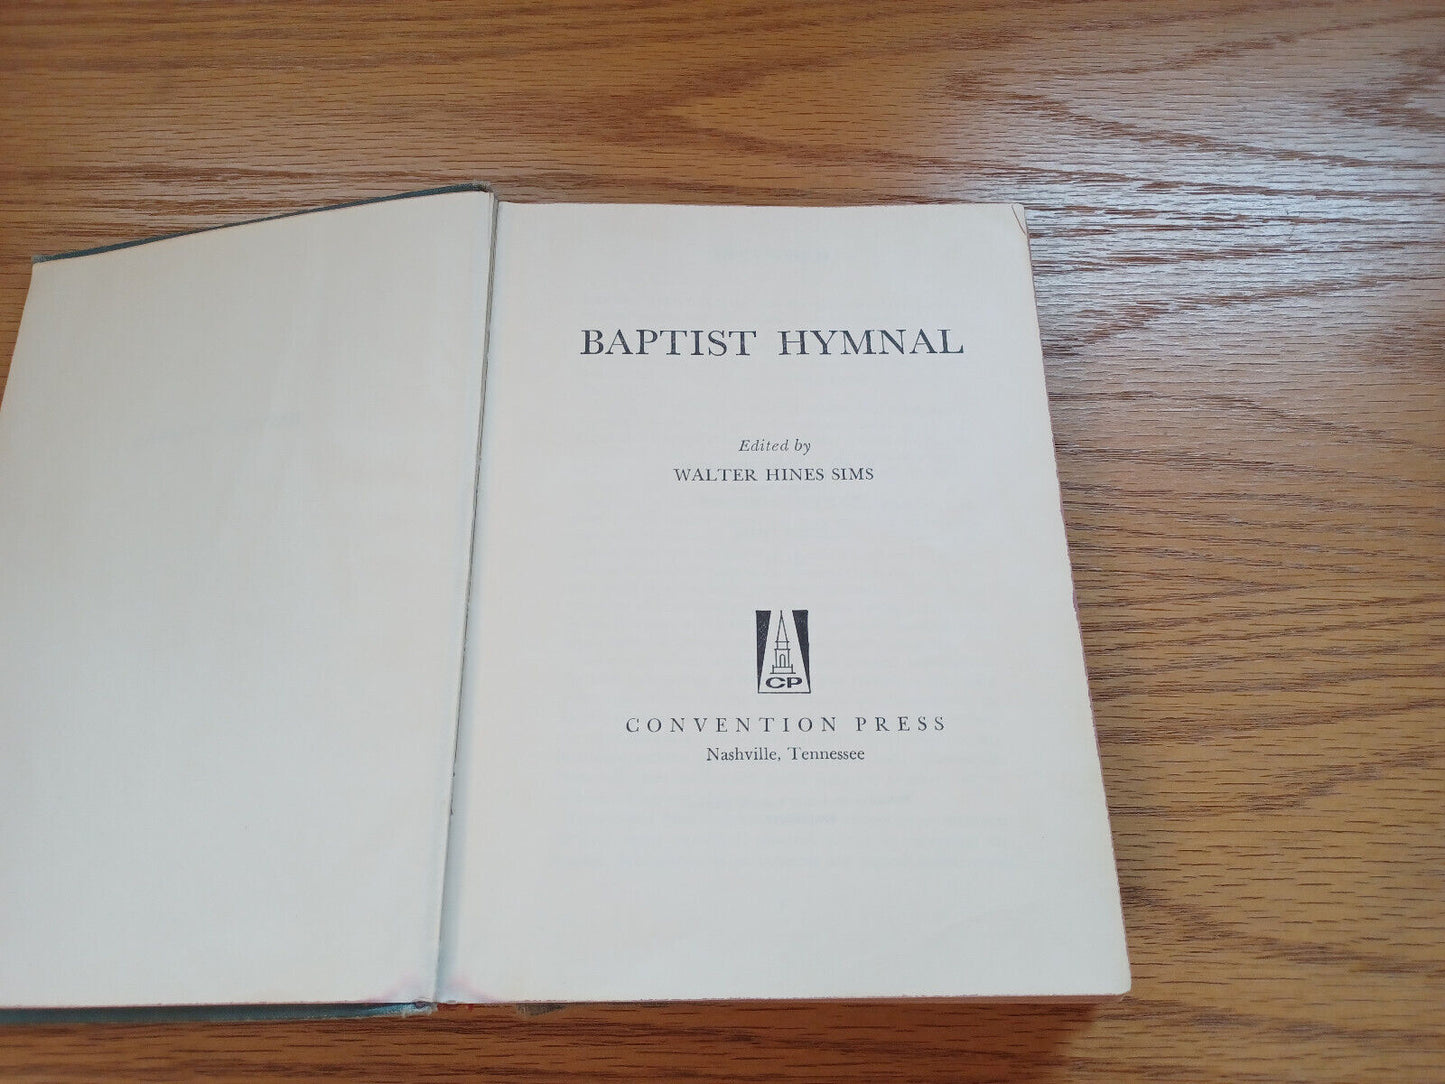 BAPTIST HYMNAL
Edited by
WALTER HINES SIMS
CP
CONVENTION PRESS
Nashville, Tennessee